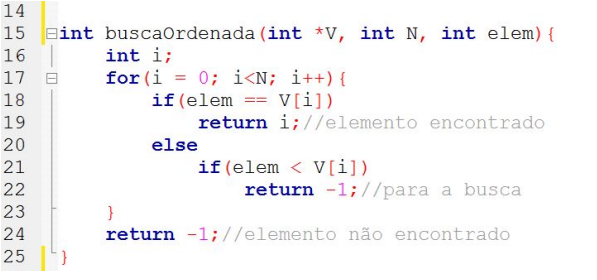 14
15 int buscaOrdenada(int *V, int N, int elem){
16     int i;
17     for(i = 0; i<N; i++){
18         if(elem == V[i])
19             return i;//elemento encontrado
20         else
21             if(elem < V[i])
22                 return -1;//para a busca
23     }
24     return -1;//elemento não encontrado
25 }